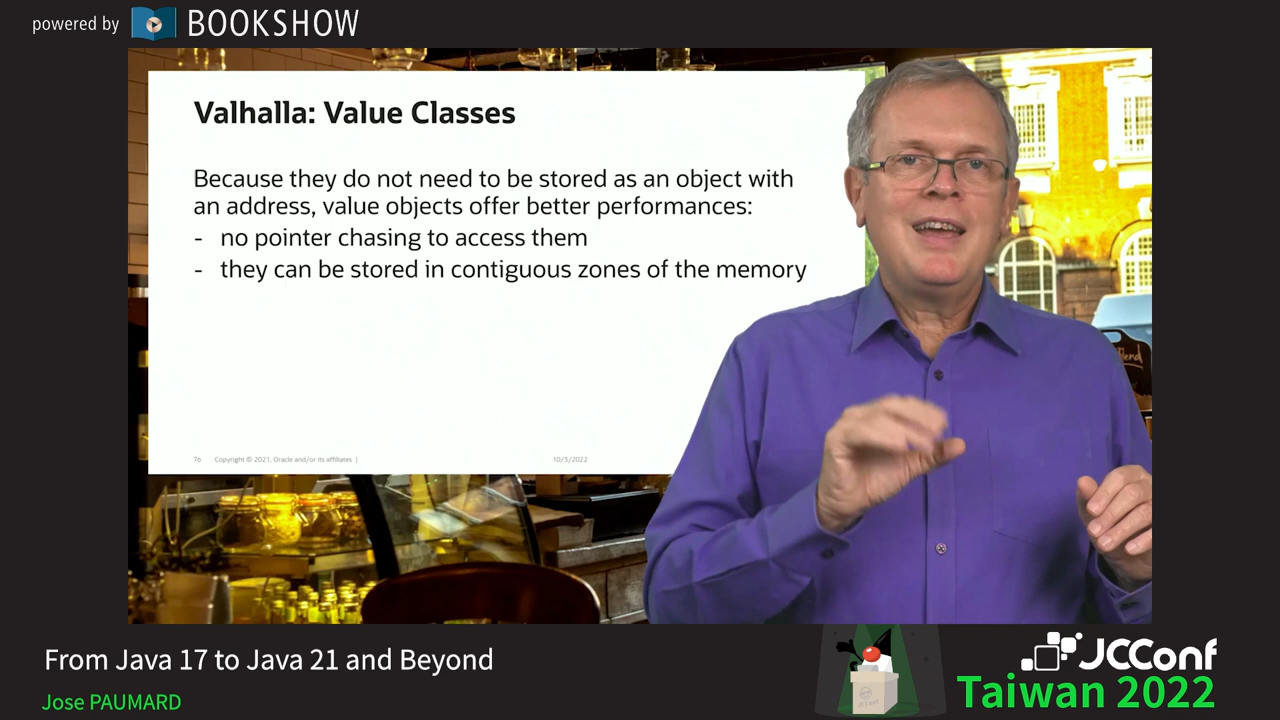 powered by BOOKSHOW
Valhalla: Value Classes
Because they do not need to be stored as an object with
an address, value objects offer better performances:
- no pointer chasing to access them
- they can be stored in contiguous zones of the memory
76 Copyright © 2021, Oracle and/or its affiliates |
10/3/2022
From Java 17 to Java 21 and Beyond
Jose PAUMARD
JCConf
Taiwan 2022